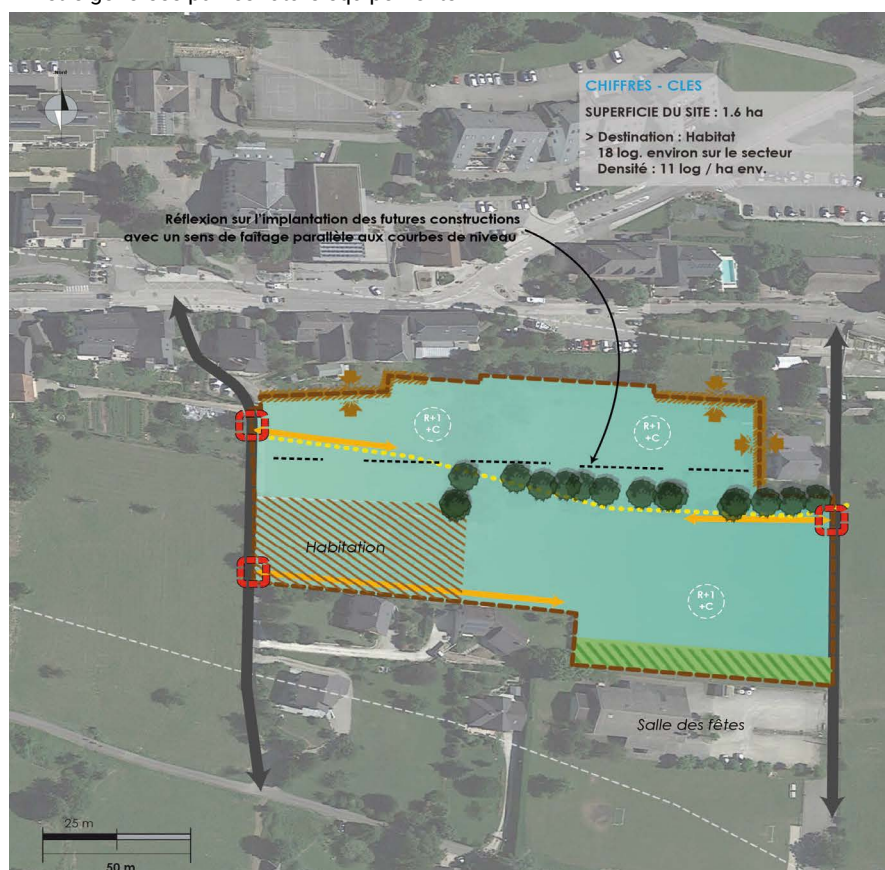 Nord
CHIFFRES - CLES
SUPERFICIE DU SITE : 1.6 ha
> Destination : Habitat
18 log. environ sur le secteur
Densité : 11 log / ha env.
Réflexion sur l'implantation des futures constructions
avec un sens de faîtage parallèle aux courbes de niveau
R+1
+C
R+1
+C
Habitation
R+1
+C
Salle des fêtes
25 m
50 m